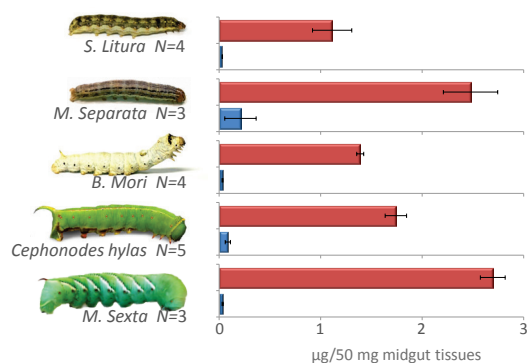 S. Litura N=4
M. Separata N=3
B. Mori N=4
Cephonodes hylas N=5
M. Sexta N=3
0 1 2 3
μg/50 mg midgut tissues